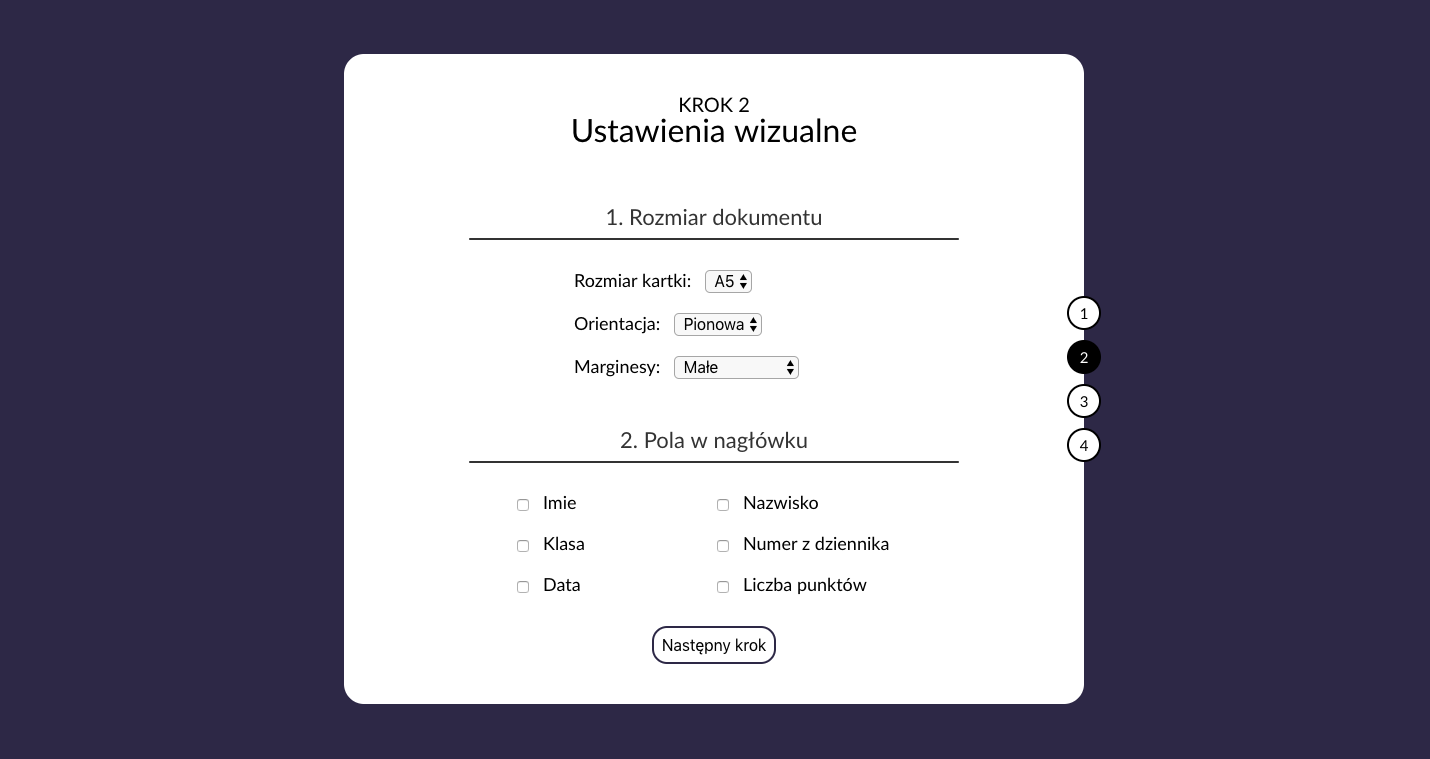 KROK 2
Ustawienia wizualne
1. Rozmiar dokumentu
Rozmiar kartki: A5
Orientacja: Pionowa
Marginesy: Małe
1
2
3
4
2. Pola w nagłówku
Imie Nazwisko
Klasa Numer z dziennika
Data Liczba punktów
Następny krok